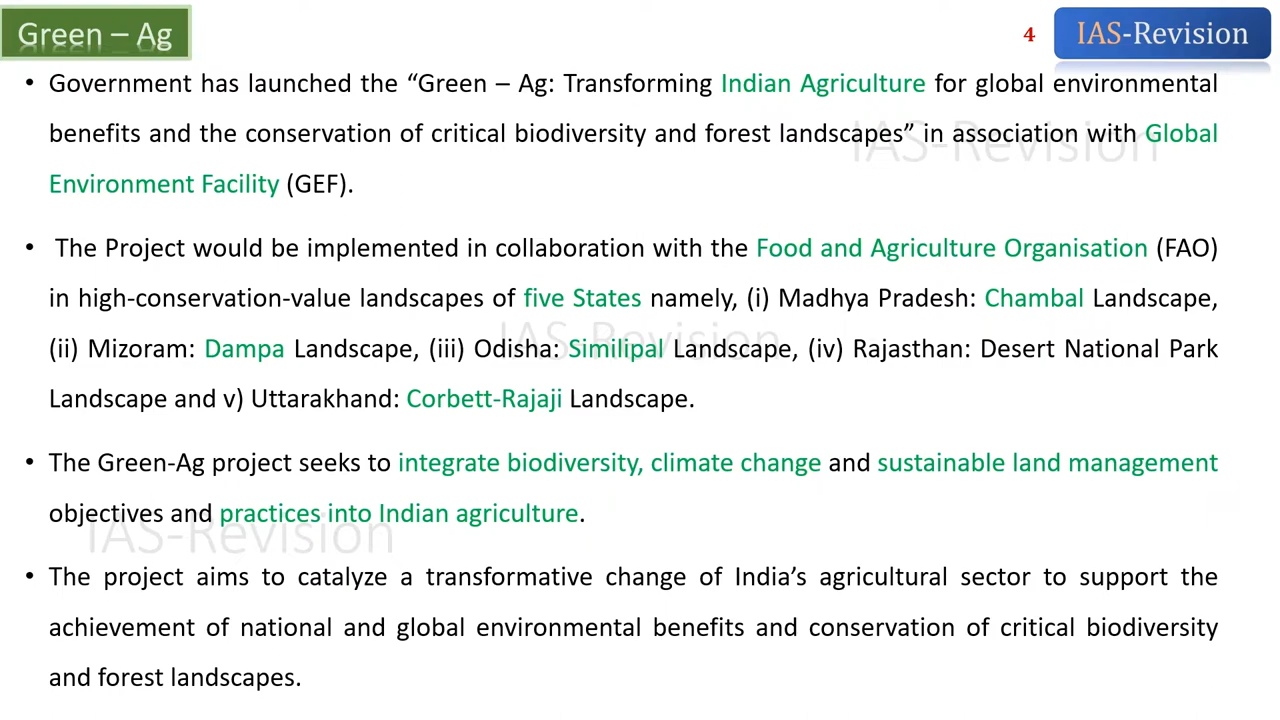 Green – Ag
4
IAS-Revision
• Government has launched the “Green – Ag: Transforming Indian Agriculture for global environmental
benefits and the conservation of critical biodiversity and forest landscapes” in association with Global
IAS-Revision
Environment Facility (GEF).
• The Project would be implemented in collaboration with the Food and Agriculture Organisation (FAO)
in high-conservation-value landscapes of five States namely, (i) Madhya Pradesh: Chambal Landscape,
(ii) Mizoram: Dampa Landscape, (iii) Odisha: Similipal Landscape, (iv) Rajasthan: Desert National Park
IAS-Revision
Landscape and v) Uttarakhand: Corbett-Rajaji Landscape.
• The Green-Ag project seeks to integrate biodiversity, climate change and sustainable land management
objectives and practices into Indian agriculture.
IAS-Revision
• The project aims to catalyze a transformative change of India’s agricultural sector to support the
achievement of national and global environmental benefits and conservation of critical biodiversity
and forest landscapes.